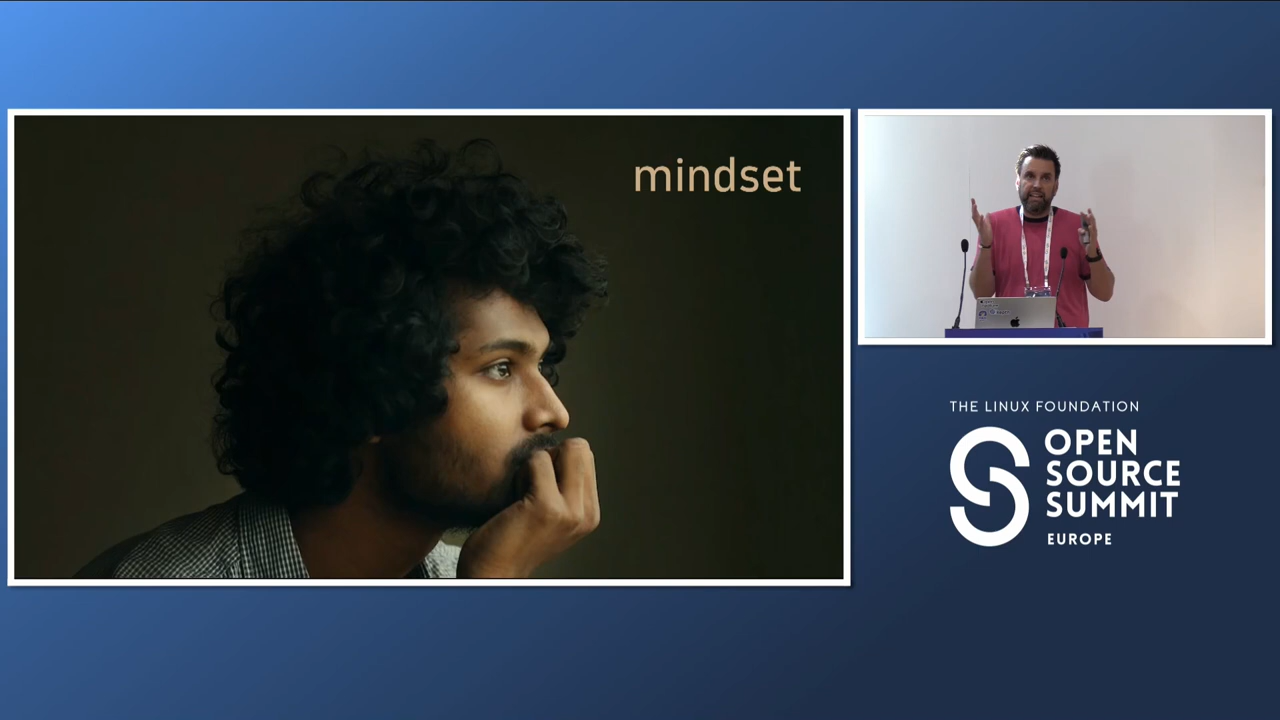 mindset
THE LINUX FOUNDATION
OPEN
SOURCE
SUMMIT
EUROPE